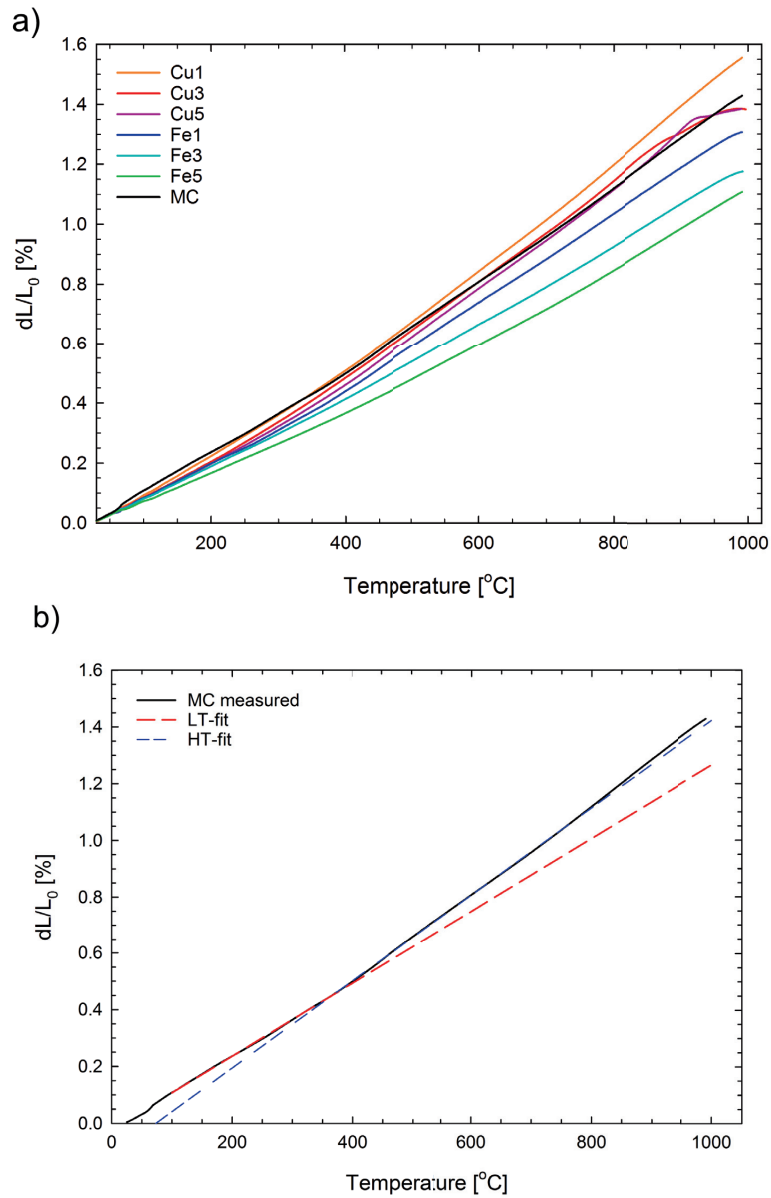 a)
1.6
1.4
1.2
1.0
0.8
0.6
0.4
0.2
0.0
dL/L₀ [%]
Cu1
Cu3
Cu5
Fe1
Fe3
Fe5
MC
200
400
600
800
1000
Temperature [°C]
b)
1.6
1.4
1.2
1.0
0.8
0.6
0.4
0.2
0.0
dL/L₀ [%]
MC measured
LT-fit
HT-fit
0
200
400
600
800
1000
Temperature [°C]